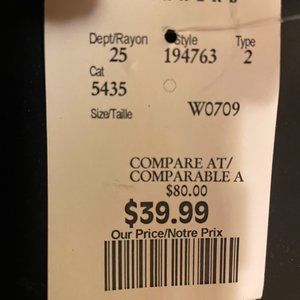 Dept/Rayon Style Type
25 194763 2
Cat
5435
Size/Taille W0709
COMPARE AT/
COMPARABLE A
$80.00
$39.99
Our Price/Notre Prix